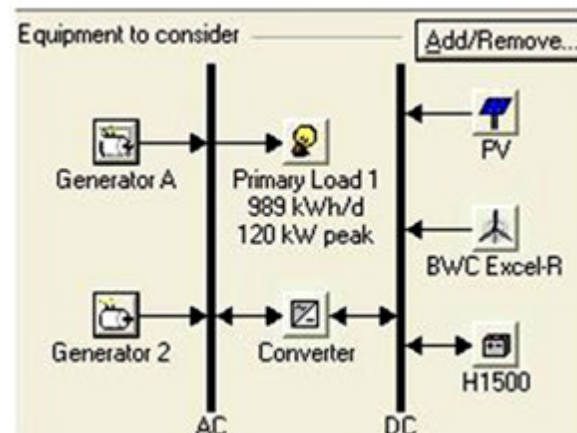 Equipment to consider
Add/Remove...
Generator A
Primary Load 1
989 kWh/d
120 kW peak
PV
BWC Excel-R
Generator 2
Converter
H1500
AC
DC